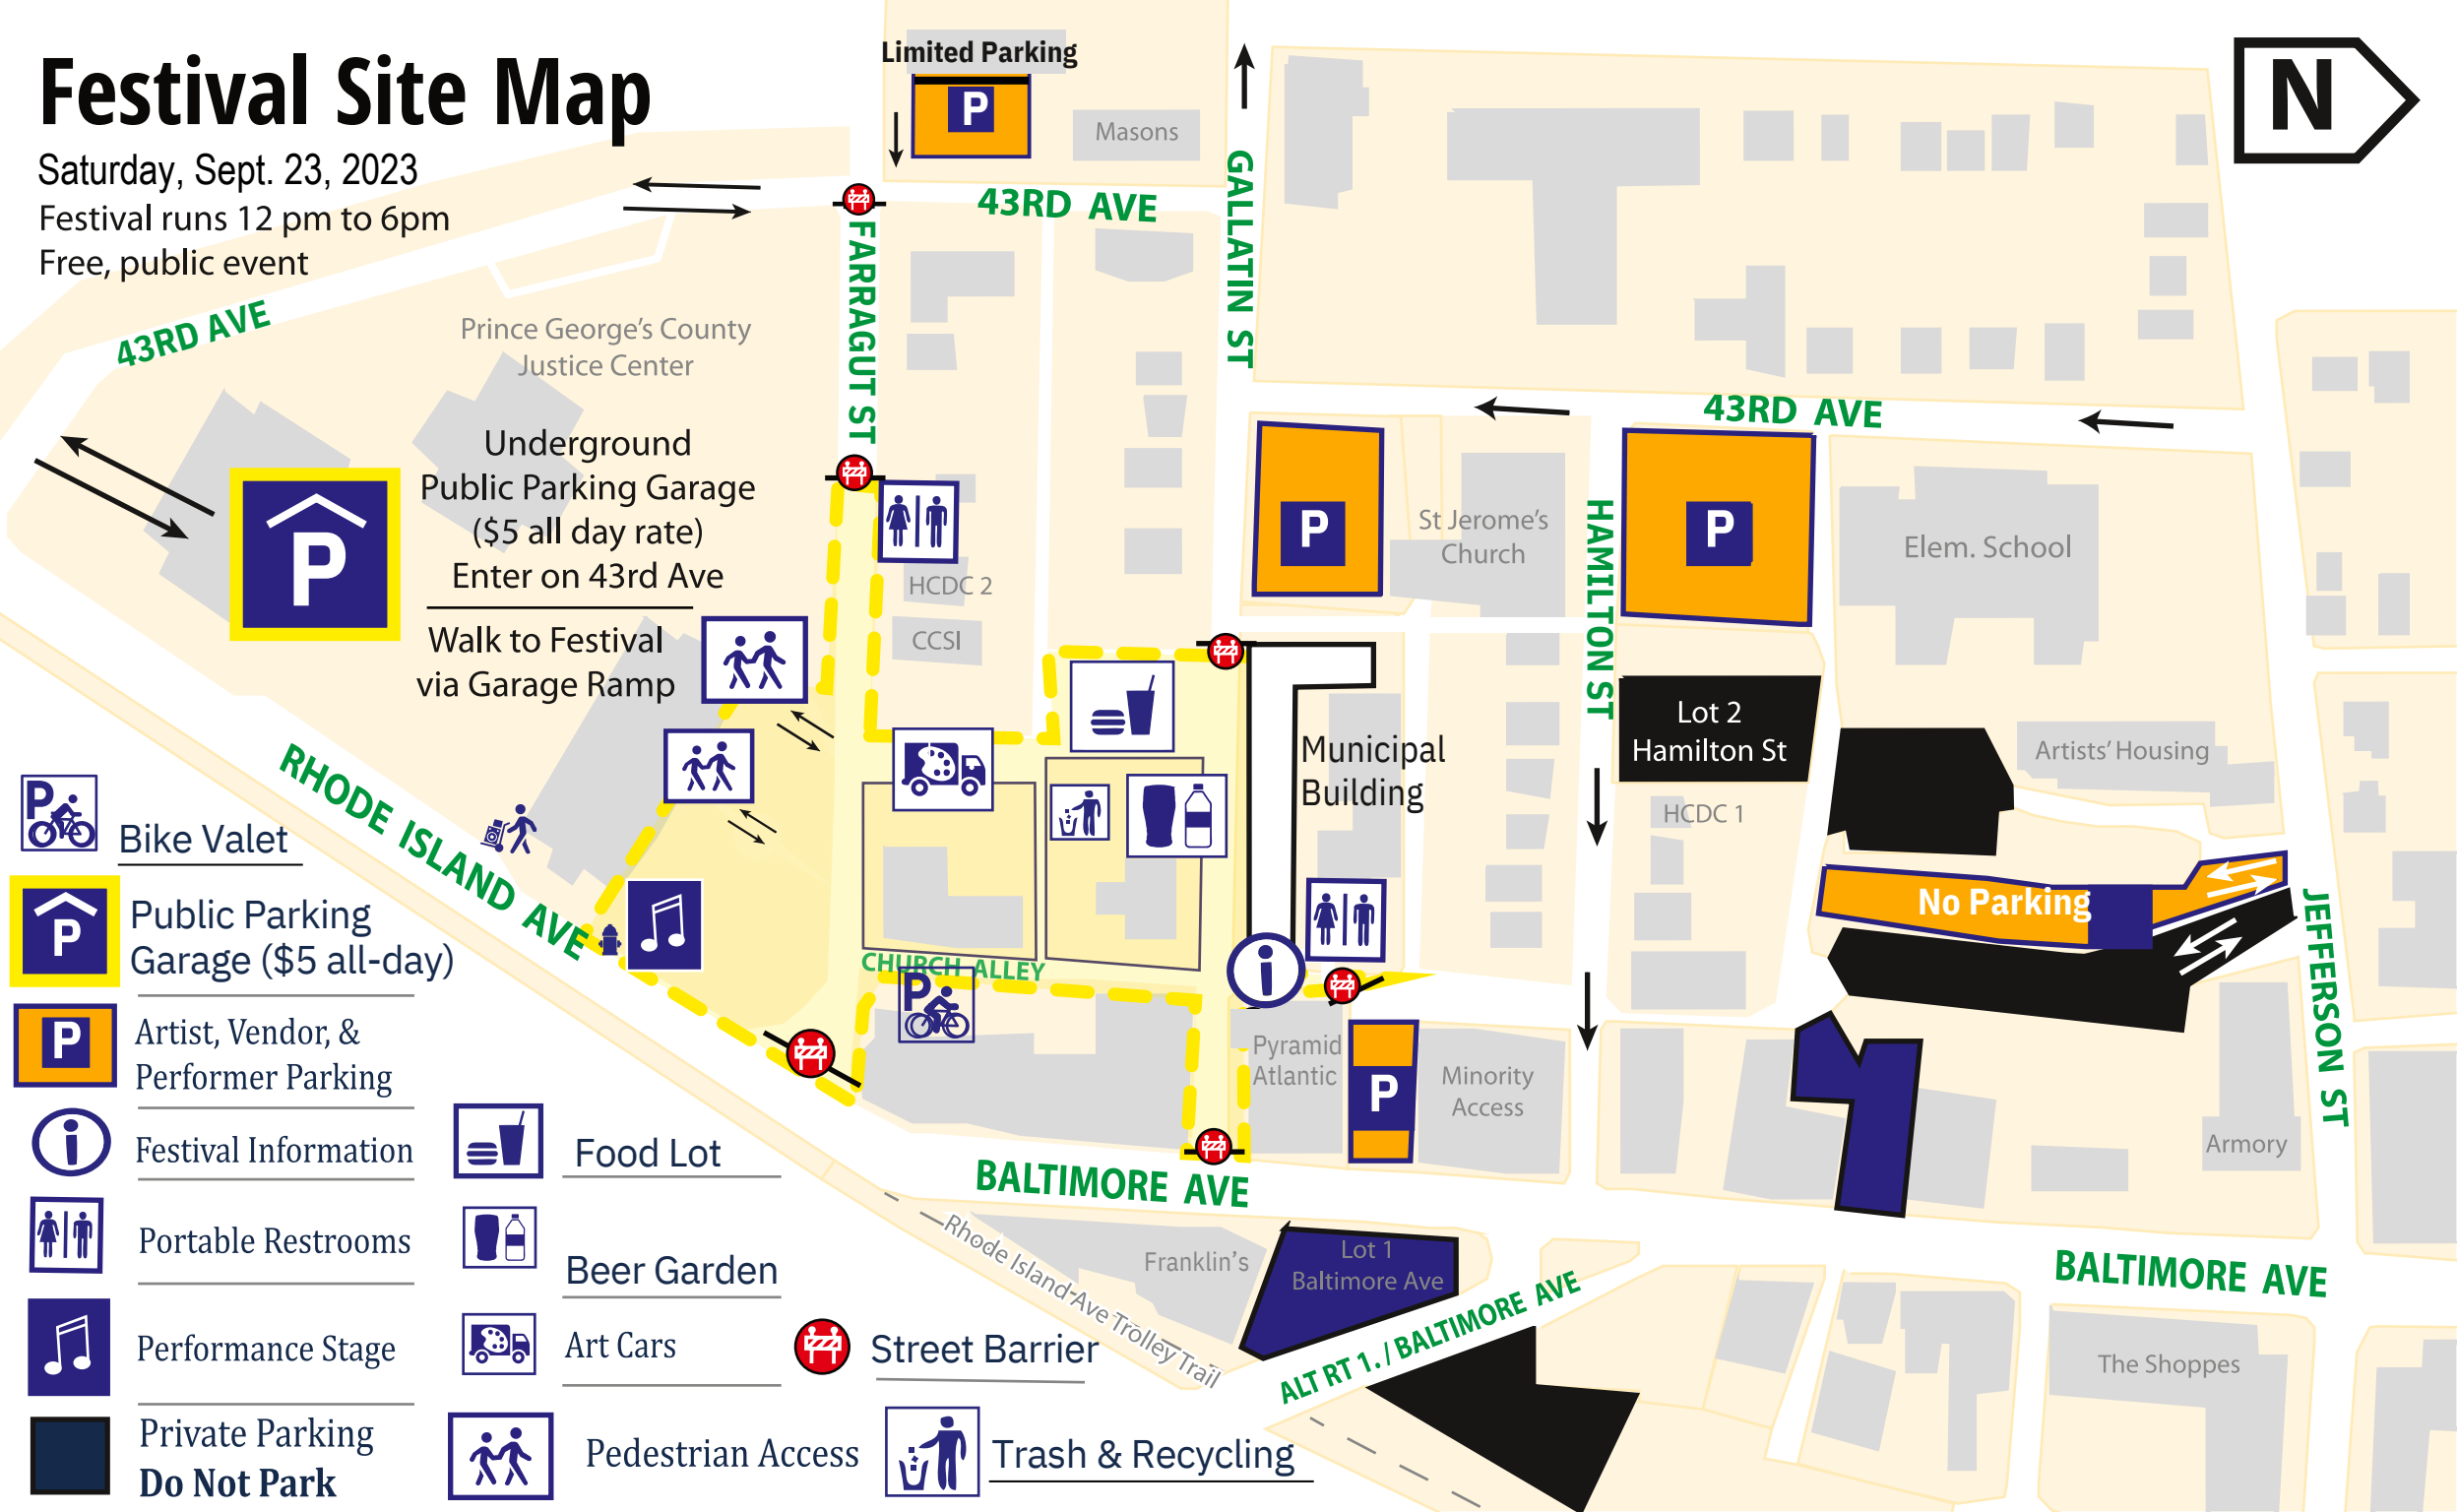 Festival Site Map
Saturday, Sept. 23, 2023
Festival runs 12 pm to 6pm
Free, public event
N
Limited Parking
P
Masons
43RD AVE
GALLATIN ST
FARRAGUT ST
43RD AVE
Prince George's County
Justice Center
43RD AVE
Underground
Public Parking Garage
($5 all day rate)
Enter on 43rd Ave
Walk to Festival
via Garage Ramp
P
P
St Jerome's
Church
HAMILTON ST
P
Elem. School
HCDC 2
CCSI
Municipal
Building
Lot 2
Hamilton St
HCDC 1
Artists' Housing
No Parking
JEFFERSON ST
RHODE ISLAND AVE
CHURCH ALLEY
P
i
Pyramid
Atlantic
P
Minority
Access
Armory
BALTIMORE AVE
BALTIMORE AVE
Rhode Island Ave Trolley Trail
Franklin's
Lot 1
Baltimore Ave
ALT RT 1. / BALTIMORE AVE
The Shoppes
P
Bike Valet
P
Public Parking
Garage ($5 all-day)
P
Artist, Vendor, &
Performer Parking
i
Festival Information
Portable Restrooms
Performance Stage
Private Parking
Do Not Park
Food Lot
Beer Garden
Art Cars
Pedestrian Access
Street Barrier
Trash & Recycling